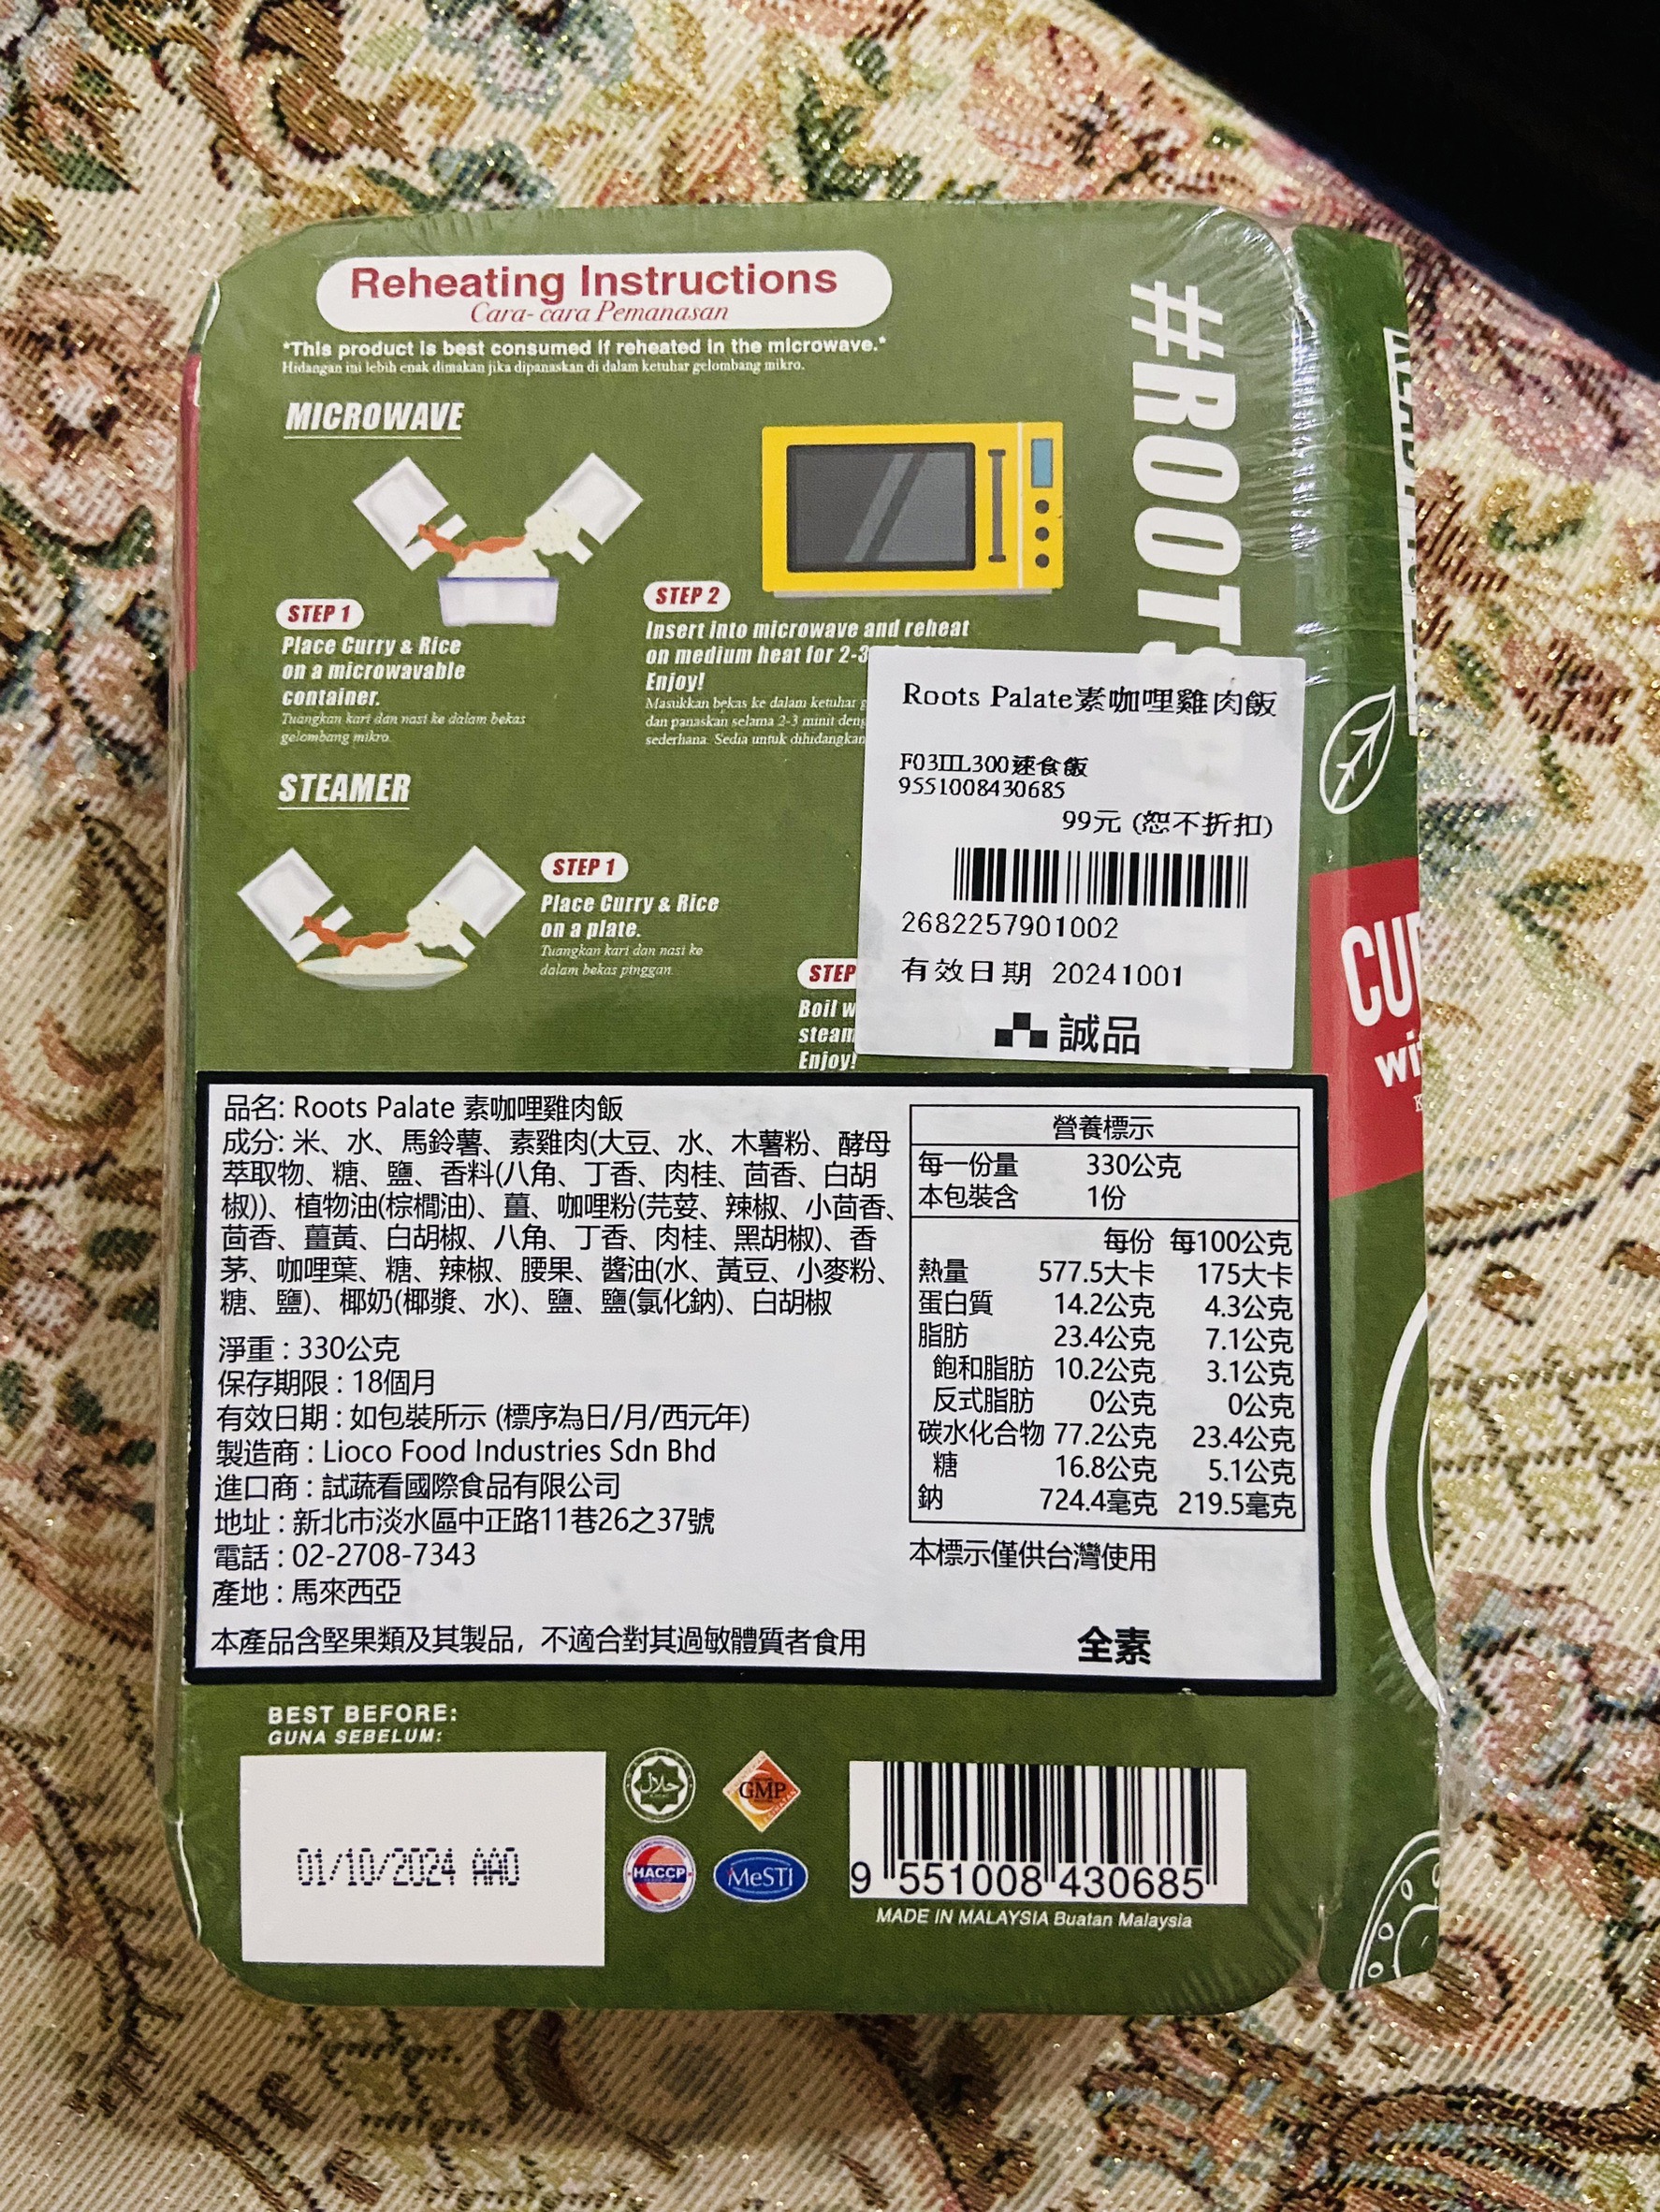 Reheating Instructions
Cara-cara Pemanasan
*This product is best consumed if reheated in the microwave.*
Hidangan ini lebih enak dimakan jika dipanaskan di dalam ketuhar gelombang mikro.
MICROWAVE
STEP 1
Place Curry & Rice
on a microwavable
container.
Tuangkan kari dan nasi ke dalam bekas
gelombang mikro.
STEP 2
Insert into microwave and reheat
on medium heat for 2-3
Enjoy!
Masukkan bekas ke dalam ketuhar
dan panaskan selama 2-3 minit
sederhana. Sedia untuk dihidangkan
STEAMER
STEP 1
Place Curry & Rice
on a plate.
Tuangkan kari dan nasi ke
dalam bekas pinggan.
STEP
Boil
Enjoy!
#ROOTS
Roots Palate素咖哩雞肉飯
F03IIL300速食飯
9551008430685
99元 (恕不折扣)
2682257901002
有效日期 20241001
誠品
品名: Roots Palate 素咖哩雞肉飯
成分: 米、水、馬鈴薯、素雞肉(大豆、水、木薯粉、酵母
萃取物、糖、鹽、香料(八角、丁香、肉桂、茴香、白胡
椒))、植物油(棕櫚油)、薑、咖哩粉(芫荽、辣椒、小茴香、
茴香、薑黃、白胡椒、八角、丁香、肉桂、黑胡椒)、香
茅、咖哩葉、糖、辣椒、腰果、醬油(水、黃豆、小麥粉、
糖、鹽)、椰奶(椰漿、水)、鹽、鹽(氯化鈉)、白胡椒
淨重 : 330公克
保存期限 : 18個月
有效日期 : 如包裝所示 (標序為日/月/西元年)
製造商 : Lioco Food Industries Sdn Bhd
進口商 : 試蔬看國際食品有限公司
地址 : 新北市淡水區中正路11巷26之37號
電話 : 02-2708-7343
產地 : 馬來西亞
本產品含堅果類及其製品，不適合對其過敏體質者食用
營養標示
每一份量 330公克
本包裝含 1份
每份 每100公克
熱量 577.5大卡 175大卡
蛋白質 14.2公克 4.3公克
脂肪 23.4公克 7.1公克
飽和脂肪 10.2公克 3.1公克
反式脂肪 0公克 0公克
碳水化合物 77.2公克 23.4公克
糖 16.8公克 5.1公克
鈉 724.4毫克 219.5毫克
本標示僅供台灣使用
全素
BEST BEFORE:
GUNA SEBELUM:
01/10/2024 AA0
حلال
GMP
HACCP
MeSTI
9 551008 430685
MADE IN MALAYSIA Buatan Malaysia